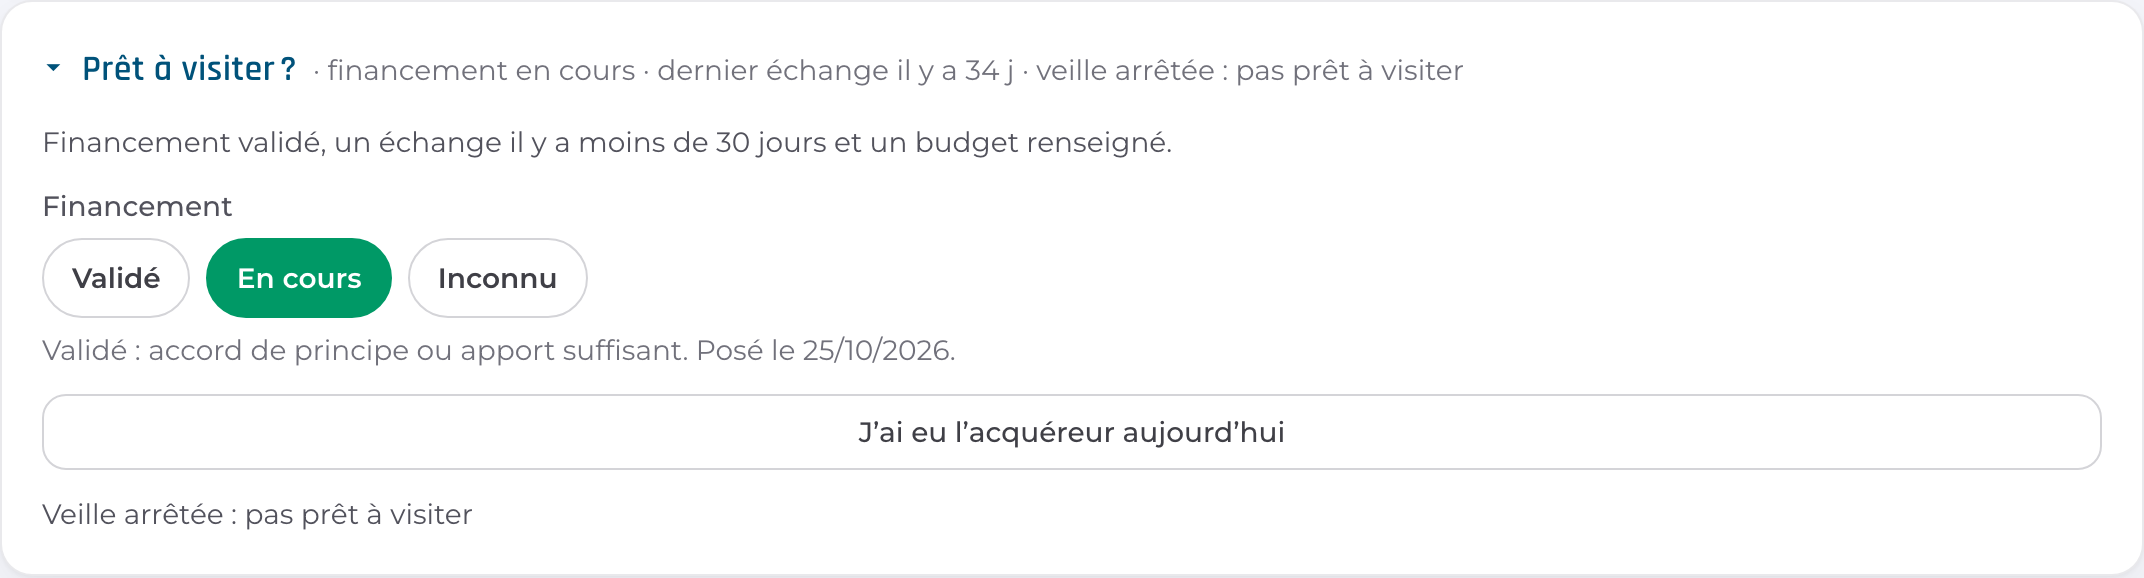 Prêt à visiter ? · financement en cours · dernier échange il y a 34 j · veille arrêtée : pas prêt à visiter
Financement validé, un échange il y a moins de 30 jours et un budget renseigné.
Financement
Validé En cours Inconnu
Validé : accord de principe ou apport suffisant. Posé le 25/10/2026.
J’ai eu l’acquéreur aujourd’hui
Veille arrêtée : pas prêt à visiter